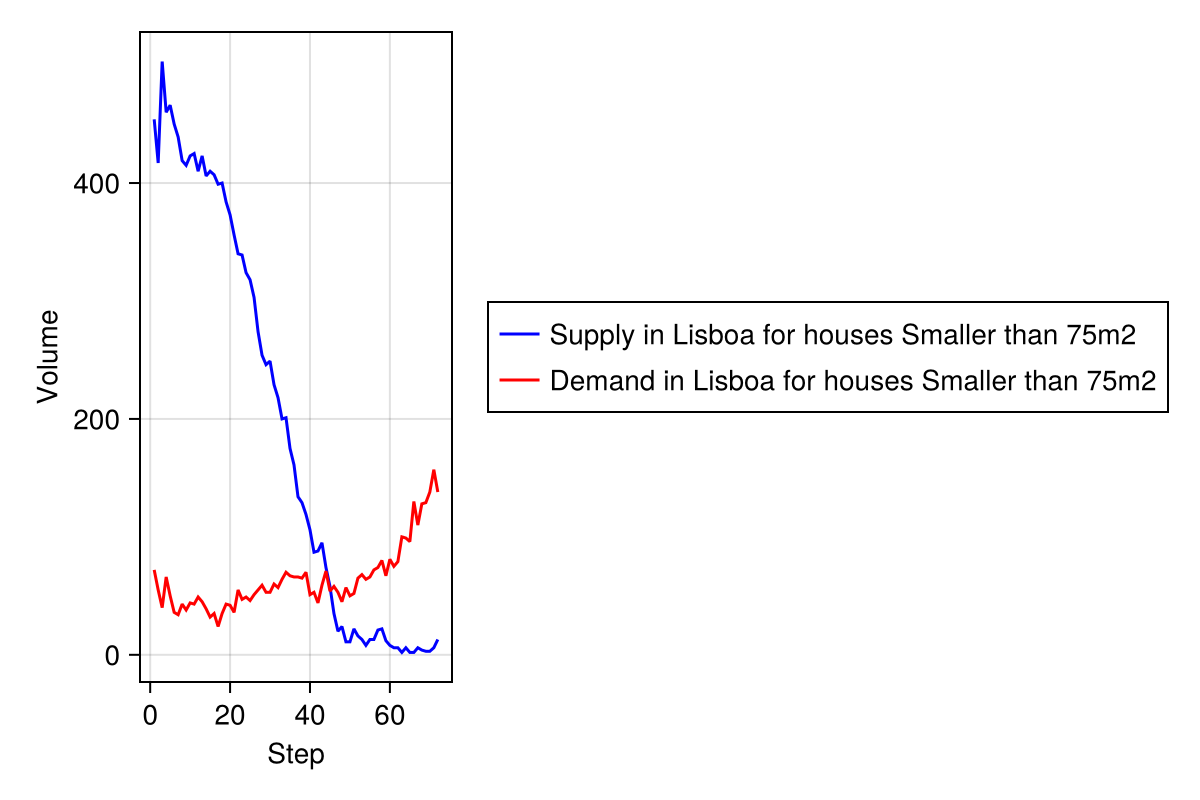 Volume
400
200
0
0 20 40 60
Step
Supply in Lisboa for houses Smaller than 75m2
Demand in Lisboa for houses Smaller than 75m2